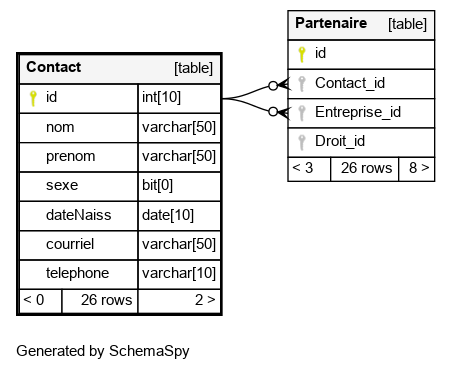 Contact [table]
id int[10]
nom varchar[50]
prenom varchar[50]
sexe bit[0]
dateNaiss date[10]
courriel varchar[50]
telephone varchar[10]
< 0 26 rows 2 >
Partenaire [table]
id
Contact_id
Entreprise_id
Droit_id
< 3 26 rows 8 >
Generated by SchemaSpy